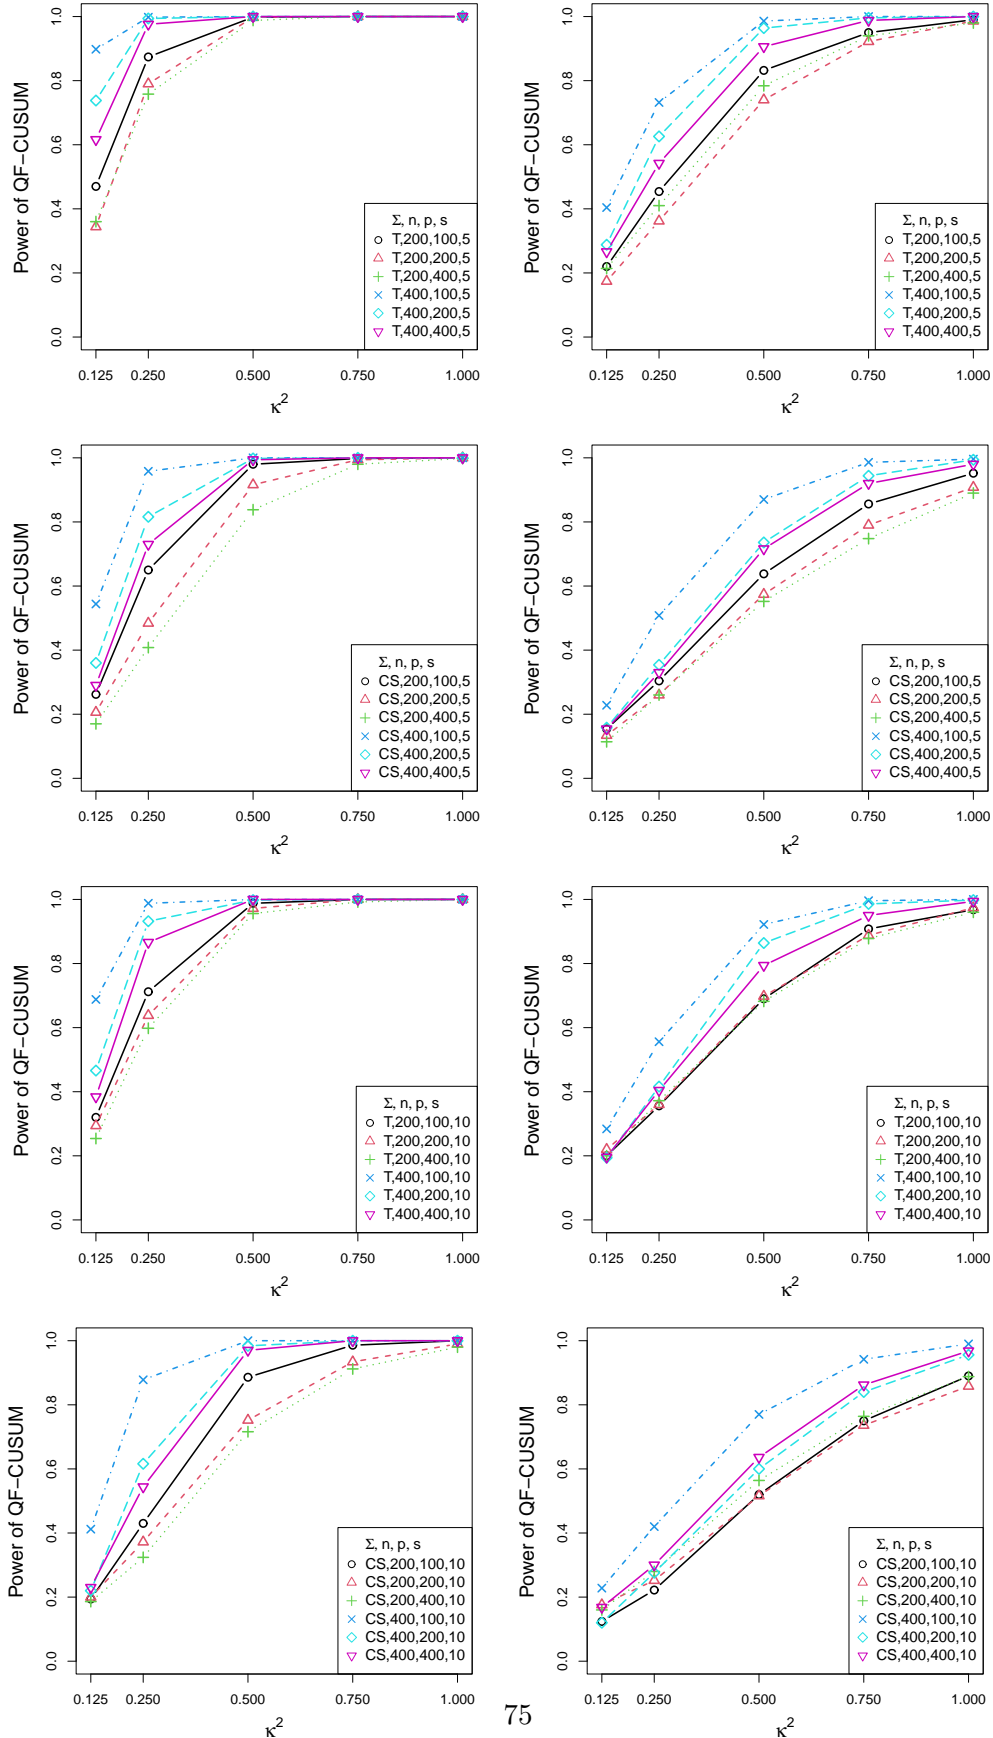 Power of QF−CUSUM
0.0 0.2 0.4 0.6 0.8 1.0
Σ, n, p, s
T,200,100,5
T,200,200,5
T,200,400,5
T,400,100,5
T,400,200,5
T,400,400,5
0.125 0.250 0.500 0.750 1.000
κ²
Power of QF−CUSUM
0.0 0.2 0.4 0.6 0.8 1.0
Σ, n, p, s
T,200,100,5
T,200,200,5
T,200,400,5
T,400,100,5
T,400,200,5
T,400,400,5
0.125 0.250 0.500 0.750 1.000
κ²
Power of QF−CUSUM
0.0 0.2 0.4 0.6 0.8 1.0
Σ, n, p, s
CS,200,100,5
CS,200,200,5
CS,200,400,5
CS,400,100,5
CS,400,200,5
CS,400,400,5
0.125 0.250 0.500 0.750 1.000
κ²
Power of QF−CUSUM
0.0 0.2 0.4 0.6 0.8 1.0
Σ, n, p, s
CS,200,100,5
CS,200,200,5
CS,200,400,5
CS,400,100,5
CS,400,200,5
CS,400,400,5
0.125 0.250 0.500 0.750 1.000
κ²
Power of QF−CUSUM
0.0 0.2 0.4 0.6 0.8 1.0
Σ, n, p, s
T,200,100,10
T,200,200,10
T,200,400,10
T,400,100,10
T,400,200,10
T,400,400,10
0.125 0.250 0.500 0.750 1.000
κ²
Power of QF−CUSUM
0.0 0.2 0.4 0.6 0.8 1.0
Σ, n, p, s
T,200,100,10
T,200,200,10
T,200,400,10
T,400,100,10
T,400,200,10
T,400,400,10
0.125 0.250 0.500 0.750 1.000
κ²
Power of QF−CUSUM
0.0 0.2 0.4 0.6 0.8 1.0
Σ, n, p, s
CS,200,100,10
CS,200,200,10
CS,200,400,10
CS,400,100,10
CS,400,200,10
CS,400,400,10
0.125 0.250 0.500 0.750 1.000
κ²
Power of QF−CUSUM
0.0 0.2 0.4 0.6 0.8 1.0
Σ, n, p, s
CS,200,100,10
CS,200,200,10
CS,200,400,10
CS,400,100,10
CS,400,200,10
CS,400,400,10
0.125 0.250 0.500 0.750 1.000
κ²
75